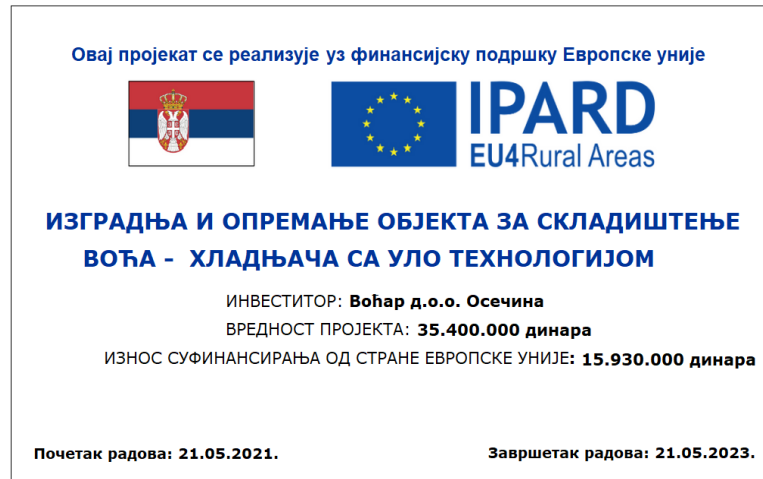 Овај пројекат се реализује уз финансијску подршку Европске уније
IPARD
EU4Rural Areas
ИЗГРАДЊА И ОПРЕМАЊЕ ОБЈЕКТА ЗА СКЛАДИШТЕЊЕ
ВОЋА - ХЛАДЊАЧА СА УЛО ТЕХНОЛОГИЈОМ
ИНВЕСТИТОР: Воћар д.о.о. Осечина
ВРЕДНОСТ ПРОЈЕКТА: 35.400.000 динара
ИЗНОС СУФИНАНСИРАЊА ОД СТРАНЕ ЕВРОПСКЕ УНИЈЕ: 15.930.000 динара
Почетак радова: 21.05.2021. Завршетак радова: 21.05.2023.